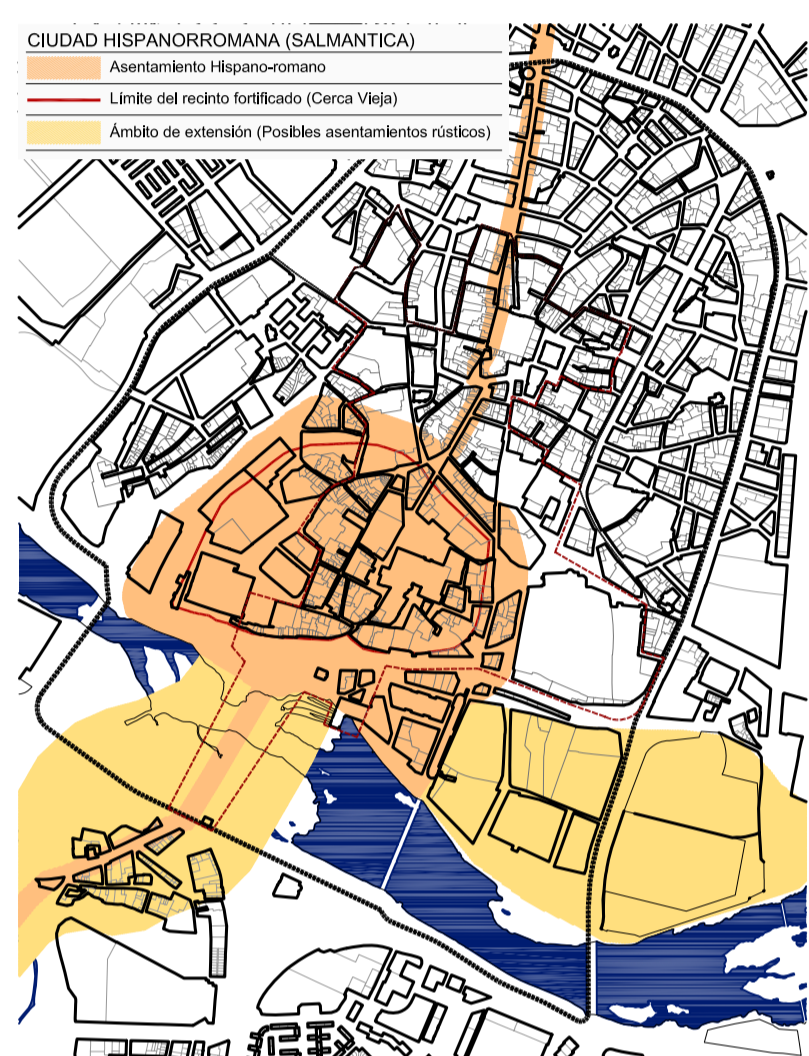 CIUDAD HISPANORROMANA (SALMANTICA)
Asentamiento Hispano-romano
Límite del recinto fortificado (Cerca Vieja)
Ámbito de extensión (Posibles asentamientos rústicos)